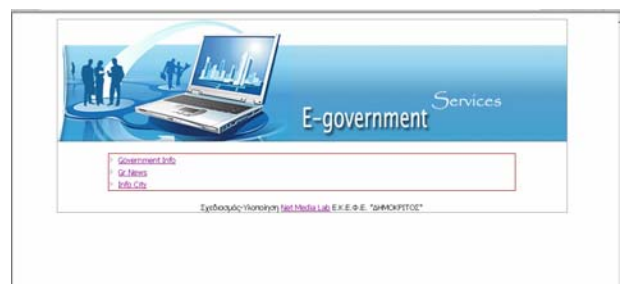 E-government Services
Government Info
Gr News
Info City
Σχεδιασμός-Υλοποίηση Net Media Lab Ε.Κ.Ε.Φ.Ε. "ΔΗΜΟΚΡΙΤΟΣ"